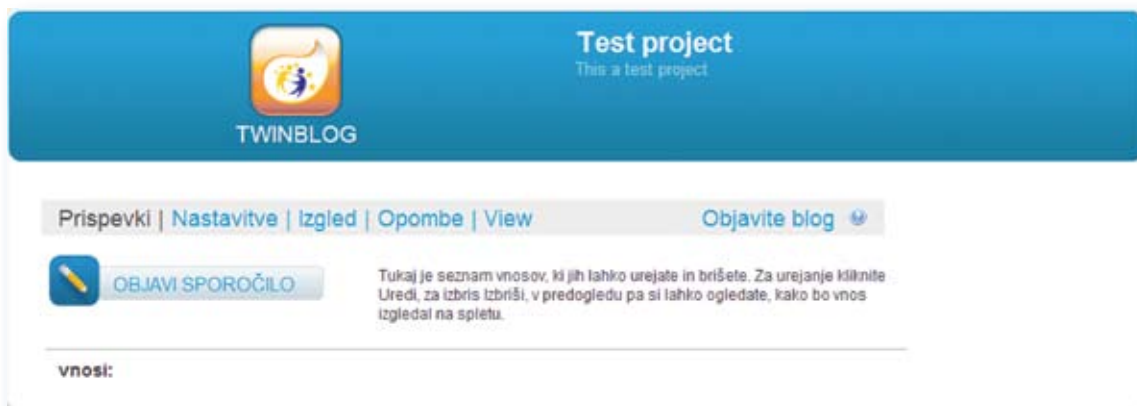 Test project
This a test project
TWINBLOG
Prispevki | Nastavitve | Izgled | Opombe | View
Objavite blog
OBJAVI SPOROČILO
Tukaj je seznam vnosov, ki jih lahko urejate in brišete. Za urejanje kliknite
Uredi, za izbris Izbriši, v predogledu pa si lahko ogledate, kako bo vnos
izgledal na spletu.
vnosi: